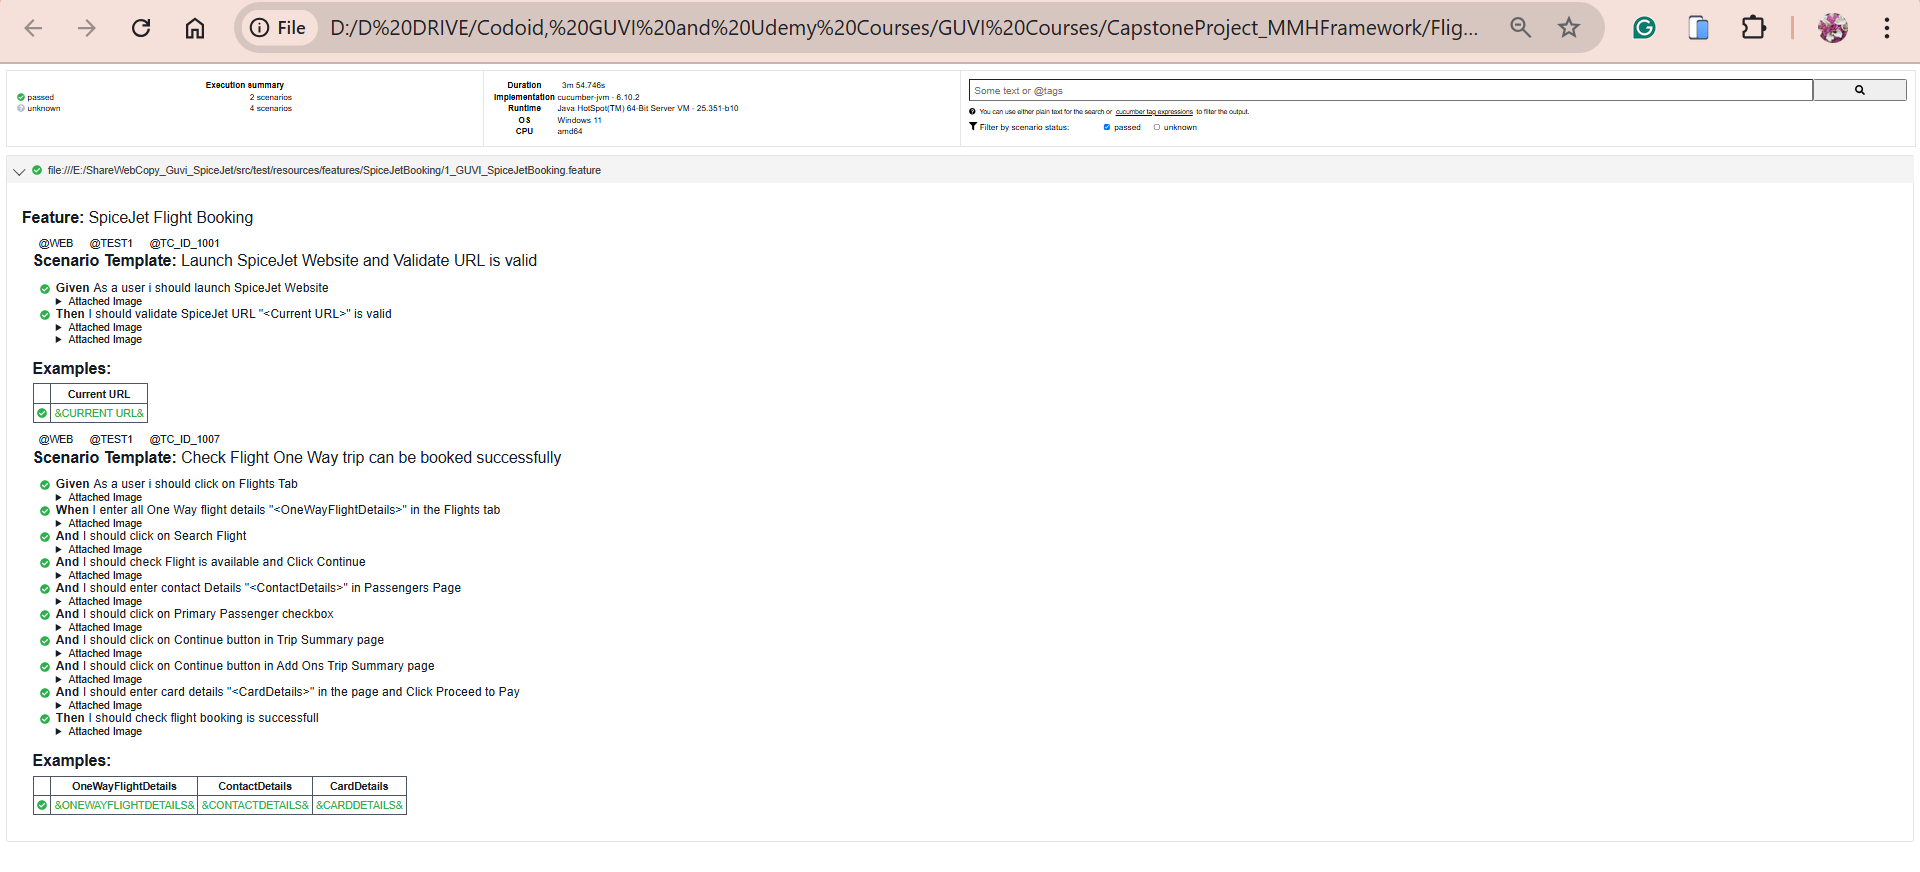 File D:/D%20DRIVE/Codoid,%20GUVI%20and%20Udemy%20Courses/GUVI%20Courses/CapstoneProject_MMHFramework/Flig...
Execution summary
passed 2 scenarios
unknown 4 scenarios
Duration 3m 54.746s
Implementation cucumber-jvm - 6.10.2
Runtime Java HotSpot(TM) 64-Bit Server VM - 25.351-b10
OS Windows 11
CPU amd64
Some text or @tags
You can use either plain text for the search or cucumber tag expressions to filter the output.
Filter by scenario status: passed unknown
file:///E:/ShareWebCopy_Guvi_SpiceJet/src/test/resources/features/SpiceJetBooking/1_GUVI_SpiceJetBooking.feature
Feature: SpiceJet Flight Booking
@WEB @TEST1 @TC_ID_1001
Scenario Template: Launch SpiceJet Website and Validate URL is valid
Given As a user i should launch SpiceJet Website
Attached Image
Then I should validate SpiceJet URL "<Current URL>" is valid
Attached Image
Attached Image
Examples:
Current URL
&CURRENT URL&
@WEB @TEST1 @TC_ID_1007
Scenario Template: Check Flight One Way trip can be booked successfully
Given As a user i should click on Flights Tab
Attached Image
When I enter all One Way flight details "<OneWayFlightDetails>" in the Flights tab
Attached Image
And I should click on Search Flight
Attached Image
And I should check Flight is available and Click Continue
Attached Image
And I should enter contact Details "<ContactDetails>" in Passengers Page
Attached Image
And I should click on Primary Passenger checkbox
Attached Image
And I should click on Continue button in Trip Summary page
Attached Image
And I should click on Continue button in Add Ons Trip Summary page
Attached Image
And I should enter card details "<CardDetails>" in the page and Click Proceed to Pay
Attached Image
Then I should check flight booking is successfull
Attached Image
Examples:
OneWayFlightDetails ContactDetails CardDetails
&ONEWAYFLIGHTDETAILS& &CONTACTDETAILS& &CARDDETAILS&